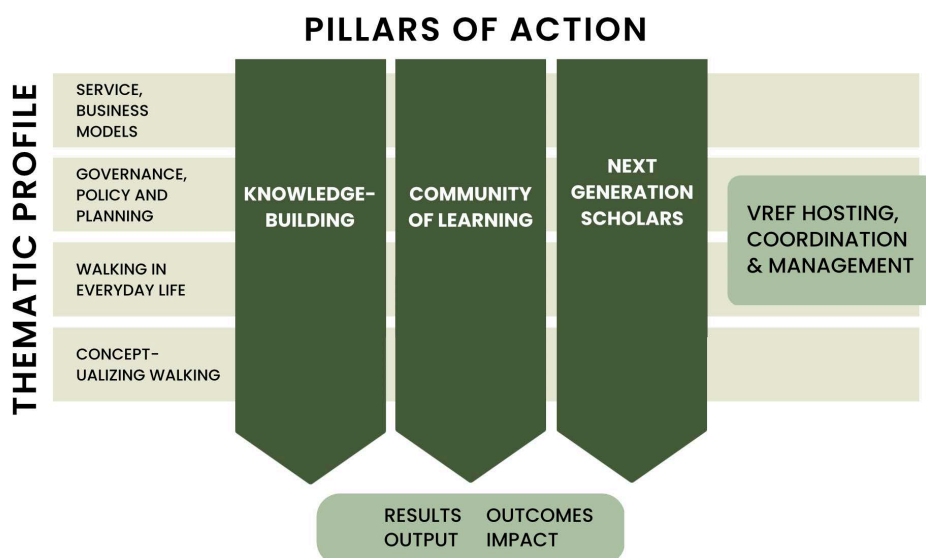 PILLARS OF ACTION
THEMATIC PROFILE
SERVICE,
BUSINESS
MODELS
GOVERNANCE,
POLICY AND
PLANNING
WALKING IN
EVERYDAY LIFE
CONCEPT-
UALIZING WALKING
KNOWLEDGE-
BUILDING
COMMUNITY
OF LEARNING
NEXT
GENERATION
SCHOLARS
VREF HOSTING,
COORDINATION
& MANAGEMENT
RESULTS OUTCOMES
OUTPUT IMPACT